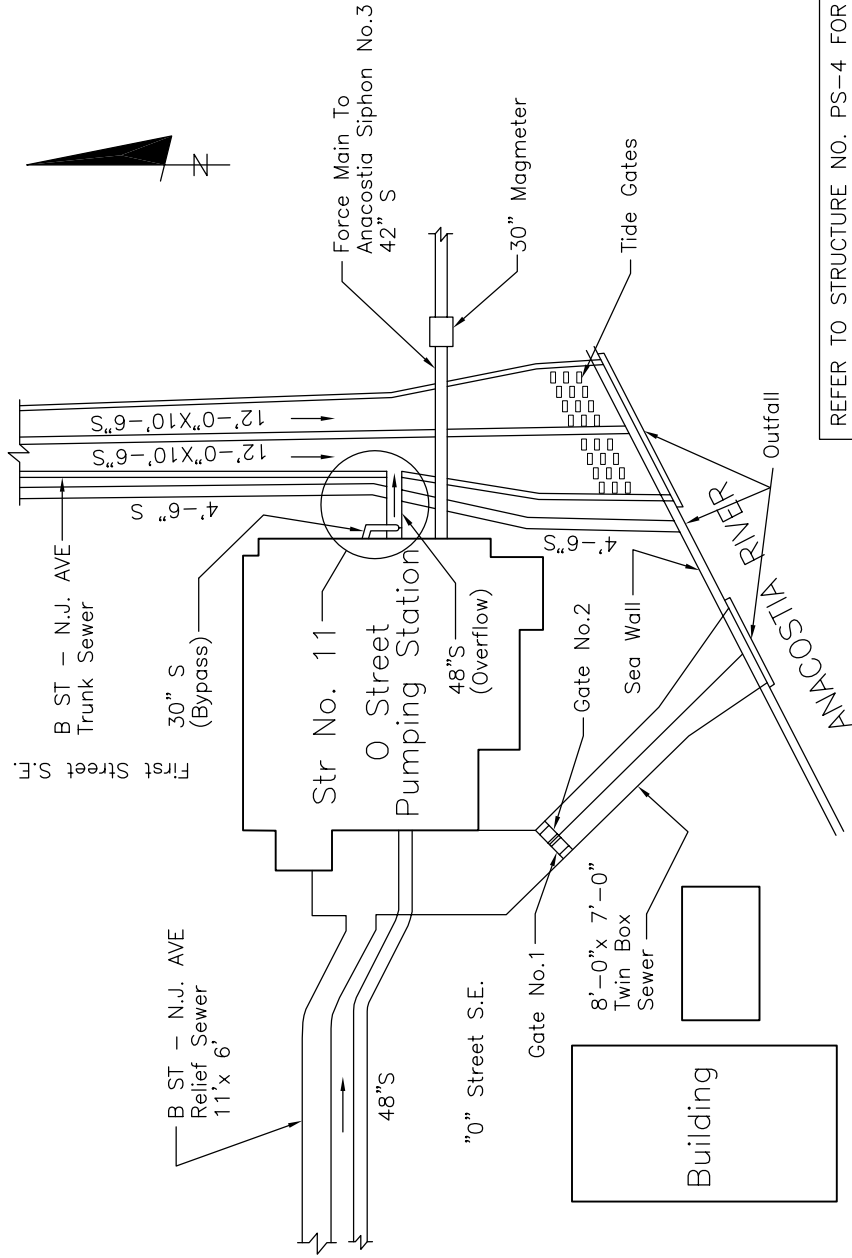 B ST - N.J. AVE
Relief Sewer
11'x 6'
48"S
"O" Street S.E.
Gate No.1
8'-0"x 7'-0"
Twin Box
Sewer
Building
First Street S.E.
B ST - N.J. AVE
Trunk Sewer
30" S
(Bypass)
Str No. 11
O Street
Pumping Station
48"S
(Overflow)
Gate No.2
Sea Wall
ANACOSTIA RIVER
4'-6" S
4'-6"S
12'-0"X10'-6"S
12'-0"X10'-6"S
N
Force Main To
Anacostia Siphon No.3
42" S
30" Magmeter
Tide Gates
Outfall
REFER TO STRUCTURE NO. PS-4 FOR